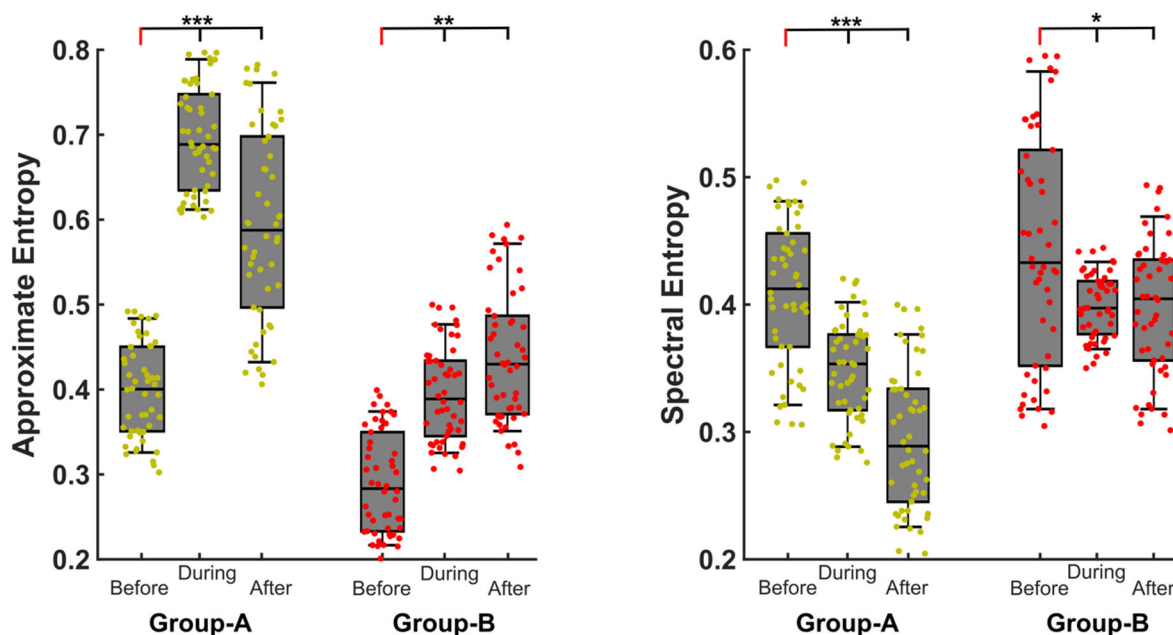 *** **
0.8
0.7
0.6
0.5
0.4
0.3
0.2
Approximate Entropy
Before During After Before During After
Group-A Group-B
*** *
0.6
0.5
0.4
0.3
0.2
Spectral Entropy
Before During After Before During After
Group-A Group-B